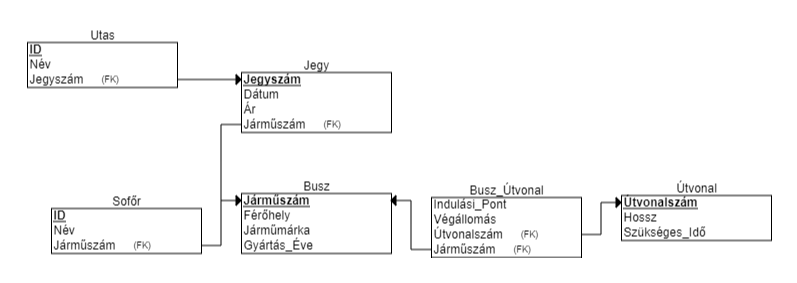 Utas
ID
Név
Jegyszám (FK)
Jegy
Jegyszám
Dátum
Ár
Járműszám (FK)
Sofőr
ID
Név
Járműszám (FK)
Busz
Járműszám
Férőhely
Járműmárka
Gyártás_Éve
Busz_Útvonal
Indulási_Pont
Végállomás
Útvonalszám (FK)
Járműszám (FK)
Útvonal
Útvonalszám
Hossz
Szükséges_Idő